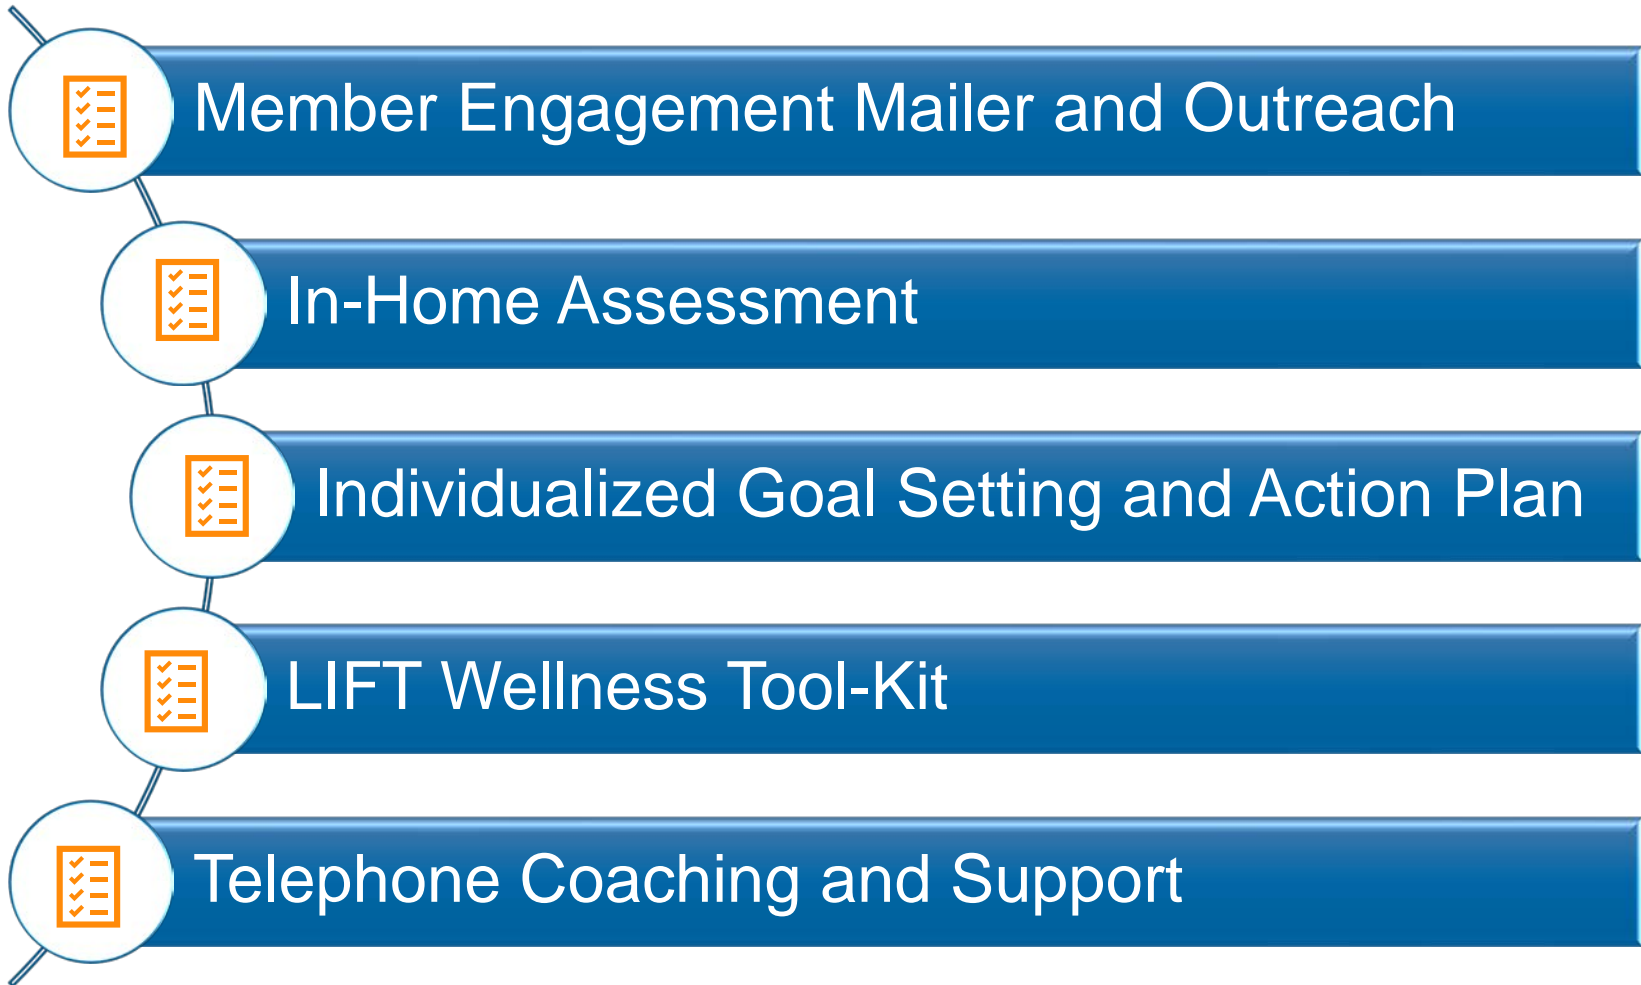 Member Engagement Mailer and Outreach
In-Home Assessment
Individualized Goal Setting and Action Plan
LIFT Wellness Tool-Kit
Telephone Coaching and Support